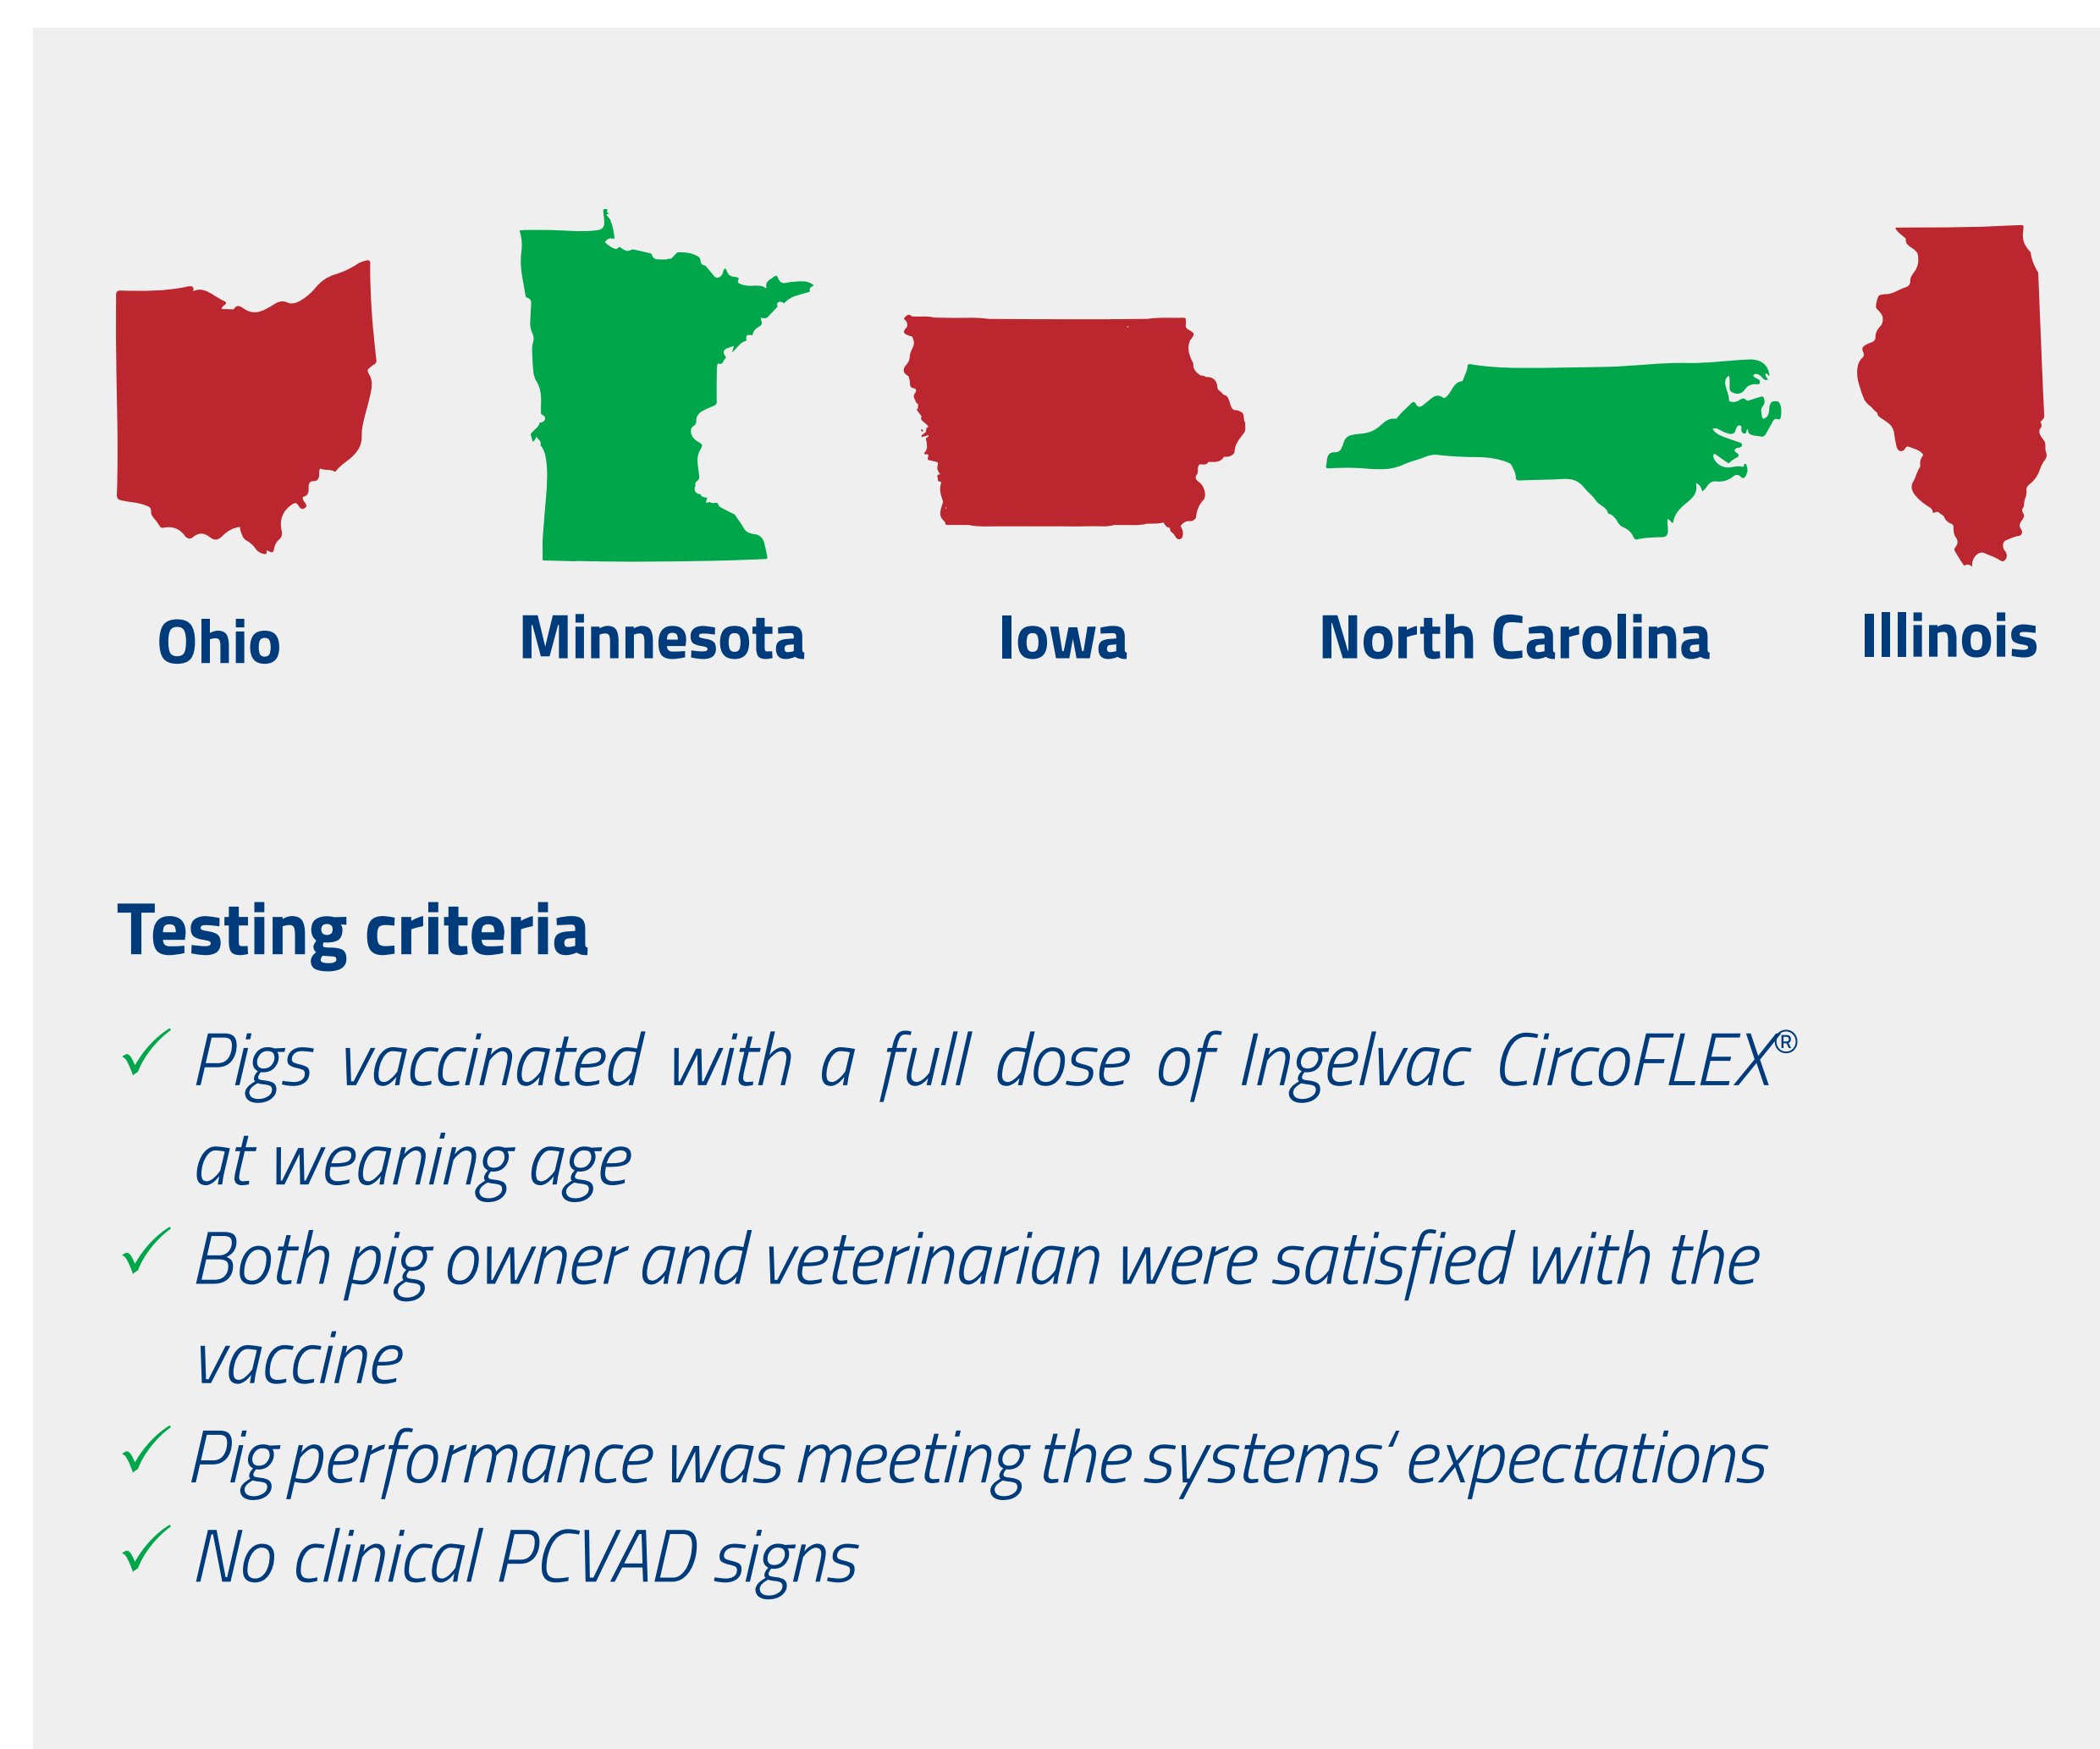 Ohio
Minnesota
Iowa
North Carolina
Illinois
Testing criteria
Pigs vaccinated with a full dose of Ingelvac CircoFLEX®
at weaning age
Both pig owner and veterinarian were satisfied with the
vaccine
Pig performance was meeting the systems‘ expectations
No clinical PCVAD signs